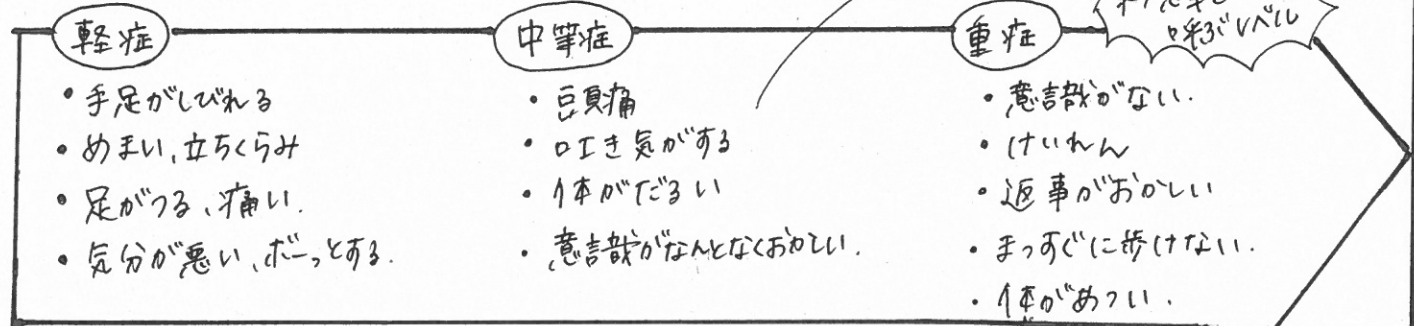 軽症
・手足がしびれる
・めまい、立ちくらみ
・足がつる、痛い.
・気分が悪い、ボーっとする.
中等症
・頭痛
・吐き気がする
・体がだるい
・意識がなんとなくおかしい.
重症
呼ぶレベル
・意識がない.
・けいれん
・返事がおかしい
・まっすぐに歩けない.
・体があつい.